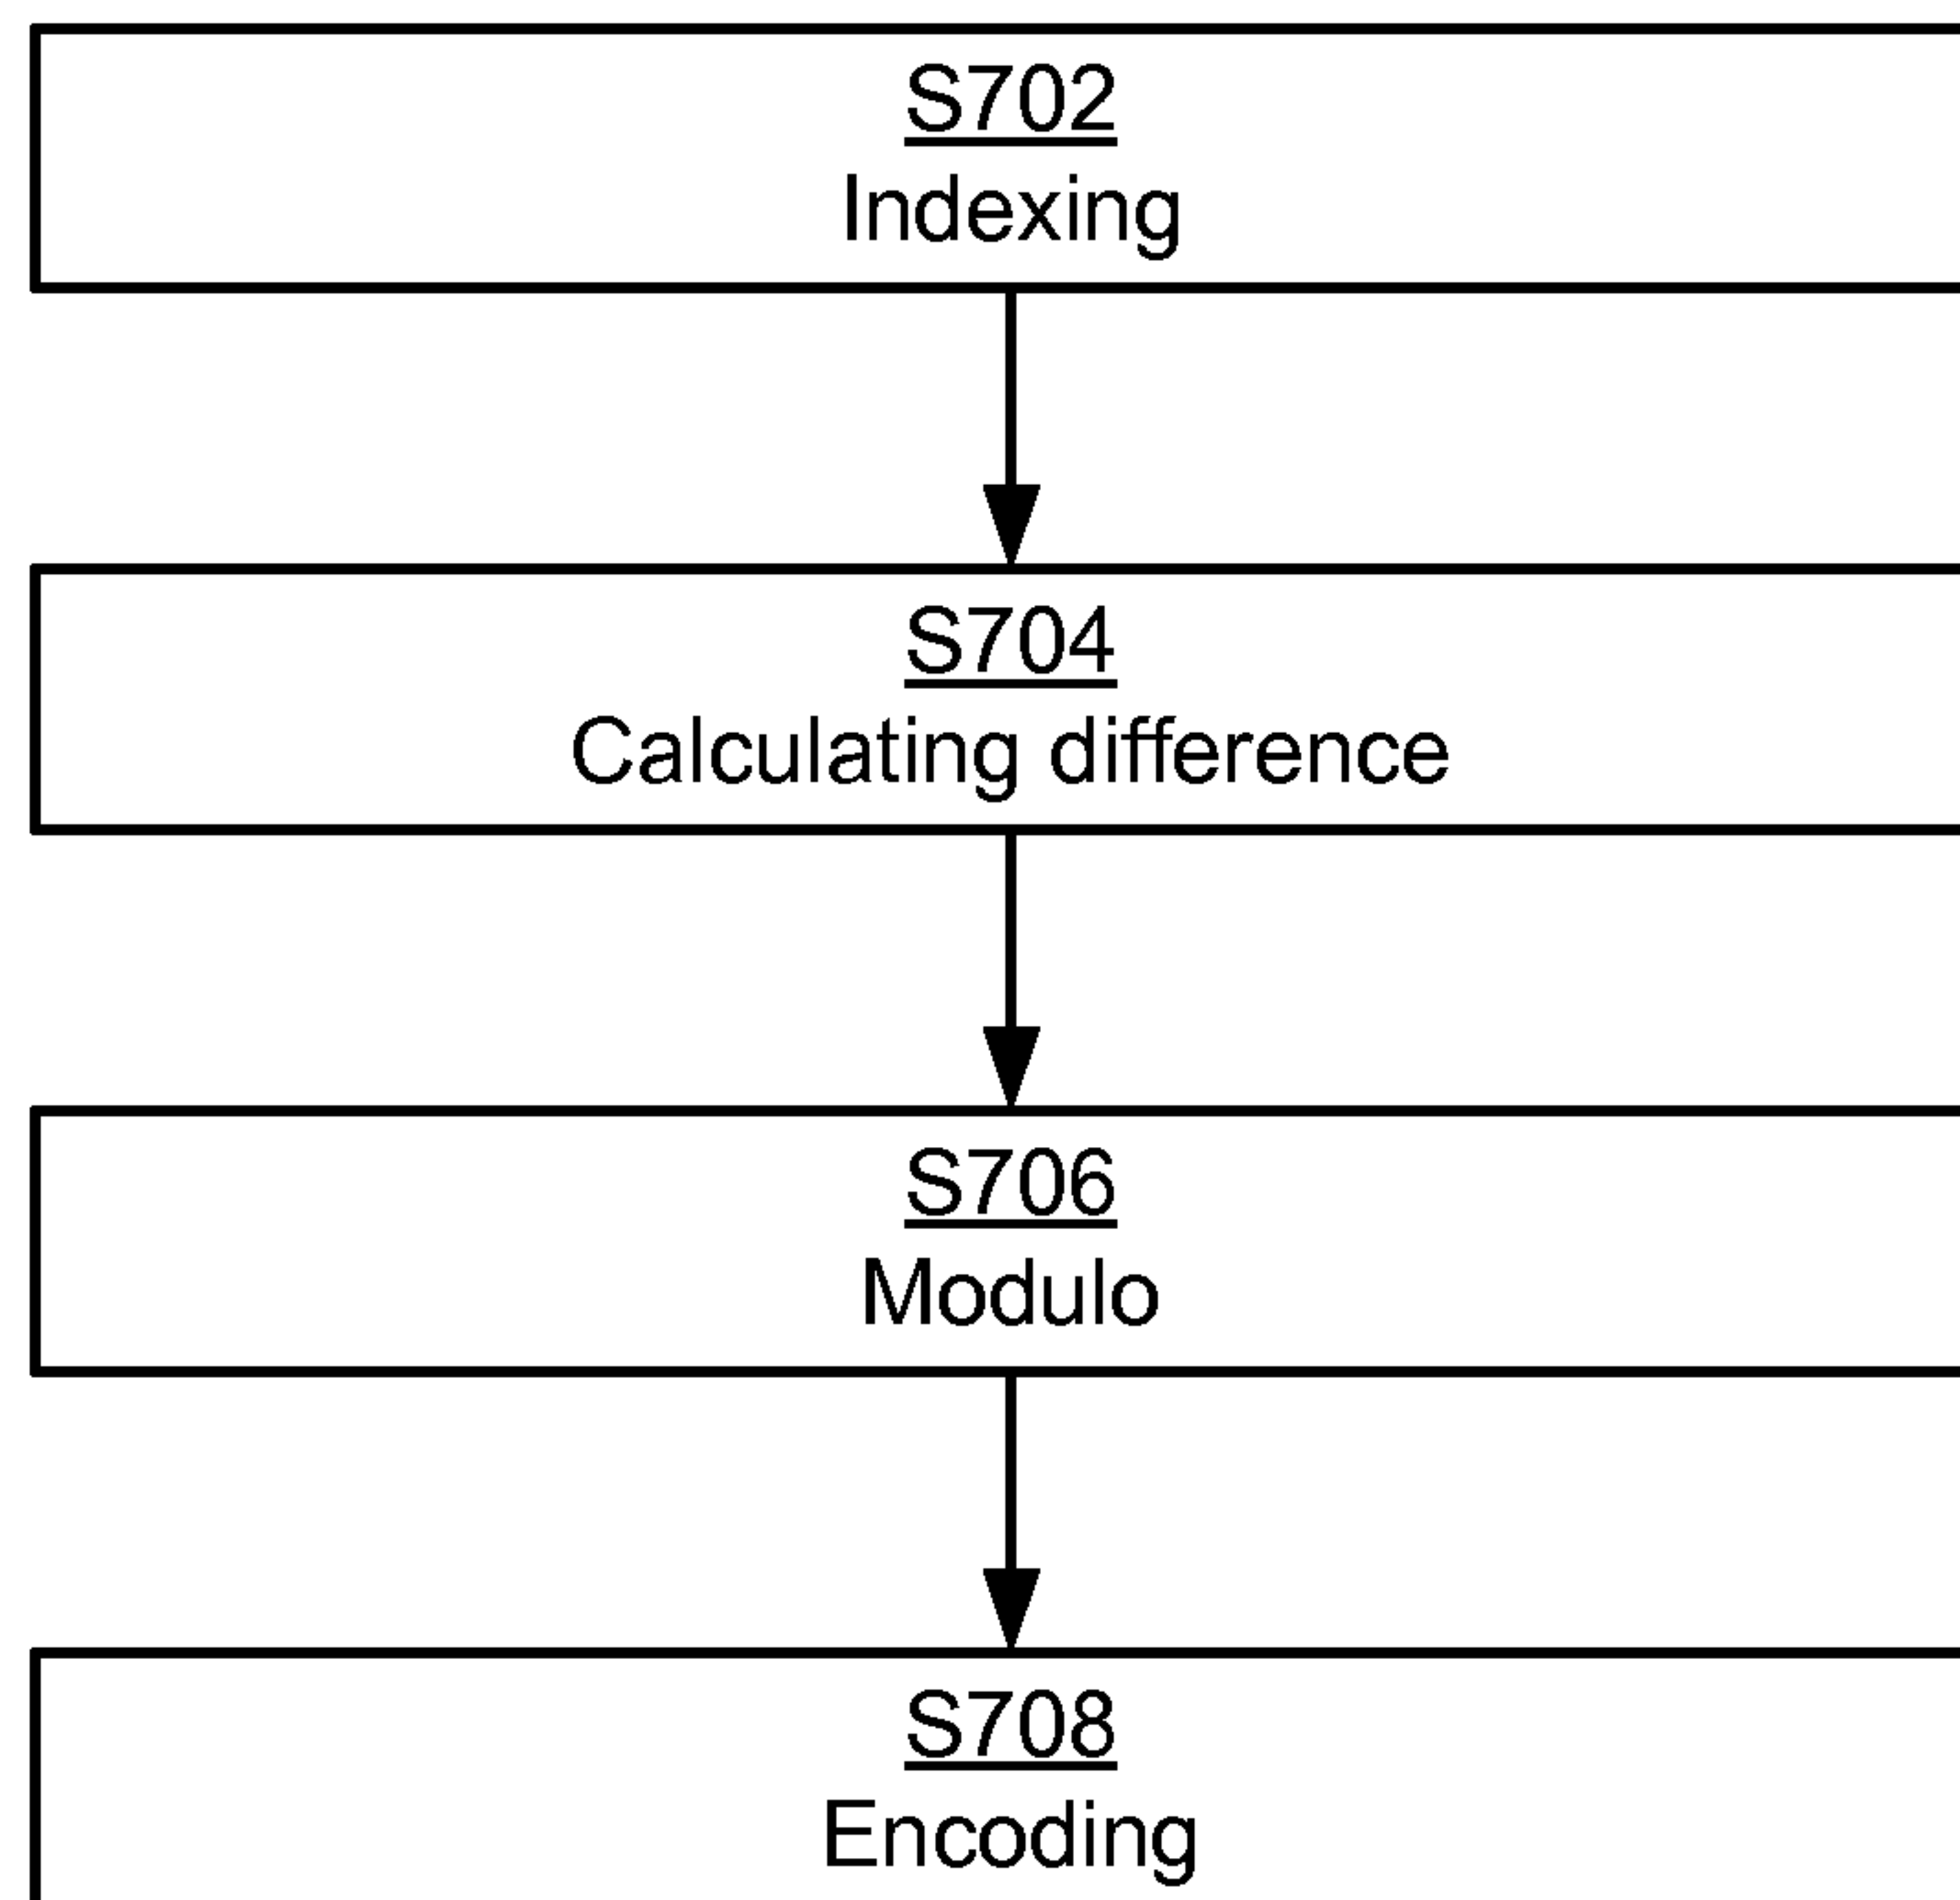 S702
Indexing
S704
Calculating difference
S706
Modulo
S708
Encoding